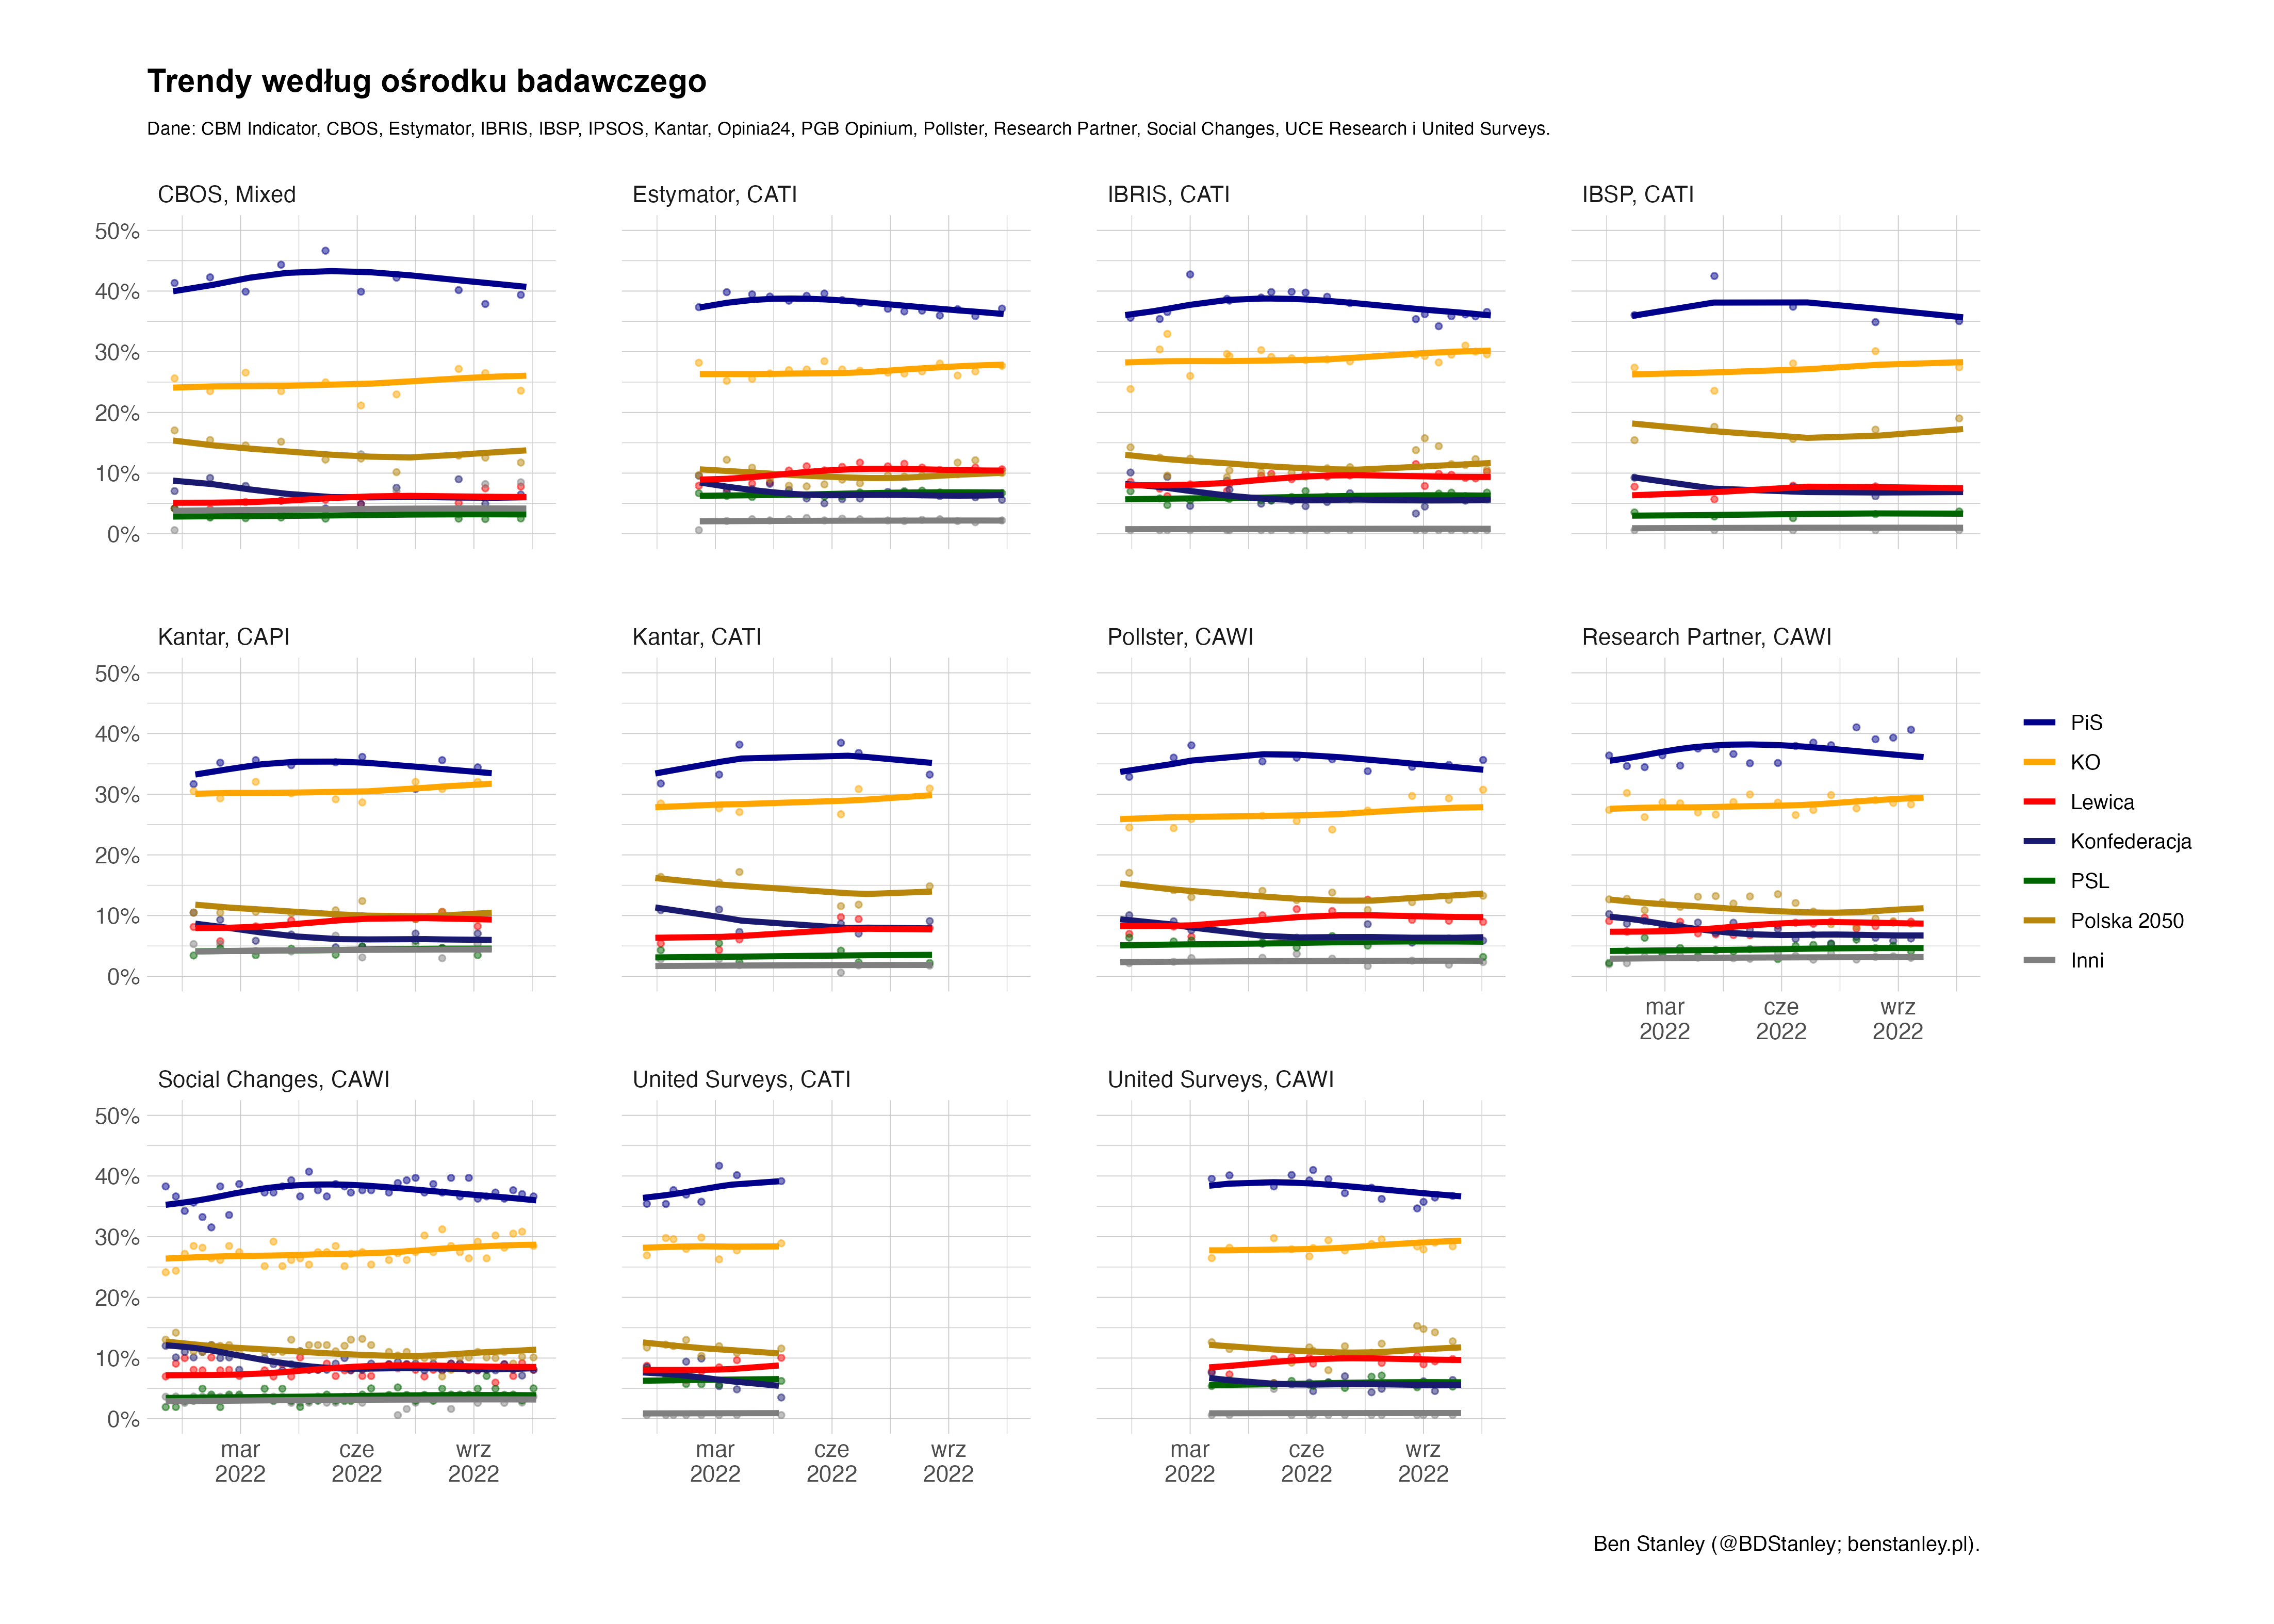 Trendy według ośrodku badawczego
Dane: CBM Indicator, CBOS, Estymator, IBRIS, IBSP, IPSOS, Kantar, Opinia24, PGB Opinium, Pollster, Research Partner, Social Changes, UCE Research i United Surveys.
CBOS, Mixed
Estymator, CATI
IBRIS, CATI
IBSP, CATI
50%
40%
30%
20%
10%
0%
Kantar, CAPI
Kantar, CATI
Pollster, CAWI
Research Partner, CAWI
50%
40%
30%
20%
10%
0%
mar
2022
cze
2022
wrz
2022
PiS
KO
Lewica
Konfederacja
PSL
Polska 2050
Inni
Social Changes, CAWI
United Surveys, CATI
United Surveys, CAWI
50%
40%
30%
20%
10%
0%
mar
2022
cze
2022
wrz
2022
mar
2022
cze
2022
wrz
2022
mar
2022
cze
2022
wrz
2022
Ben Stanley (@BDStanley; benstanley.pl).